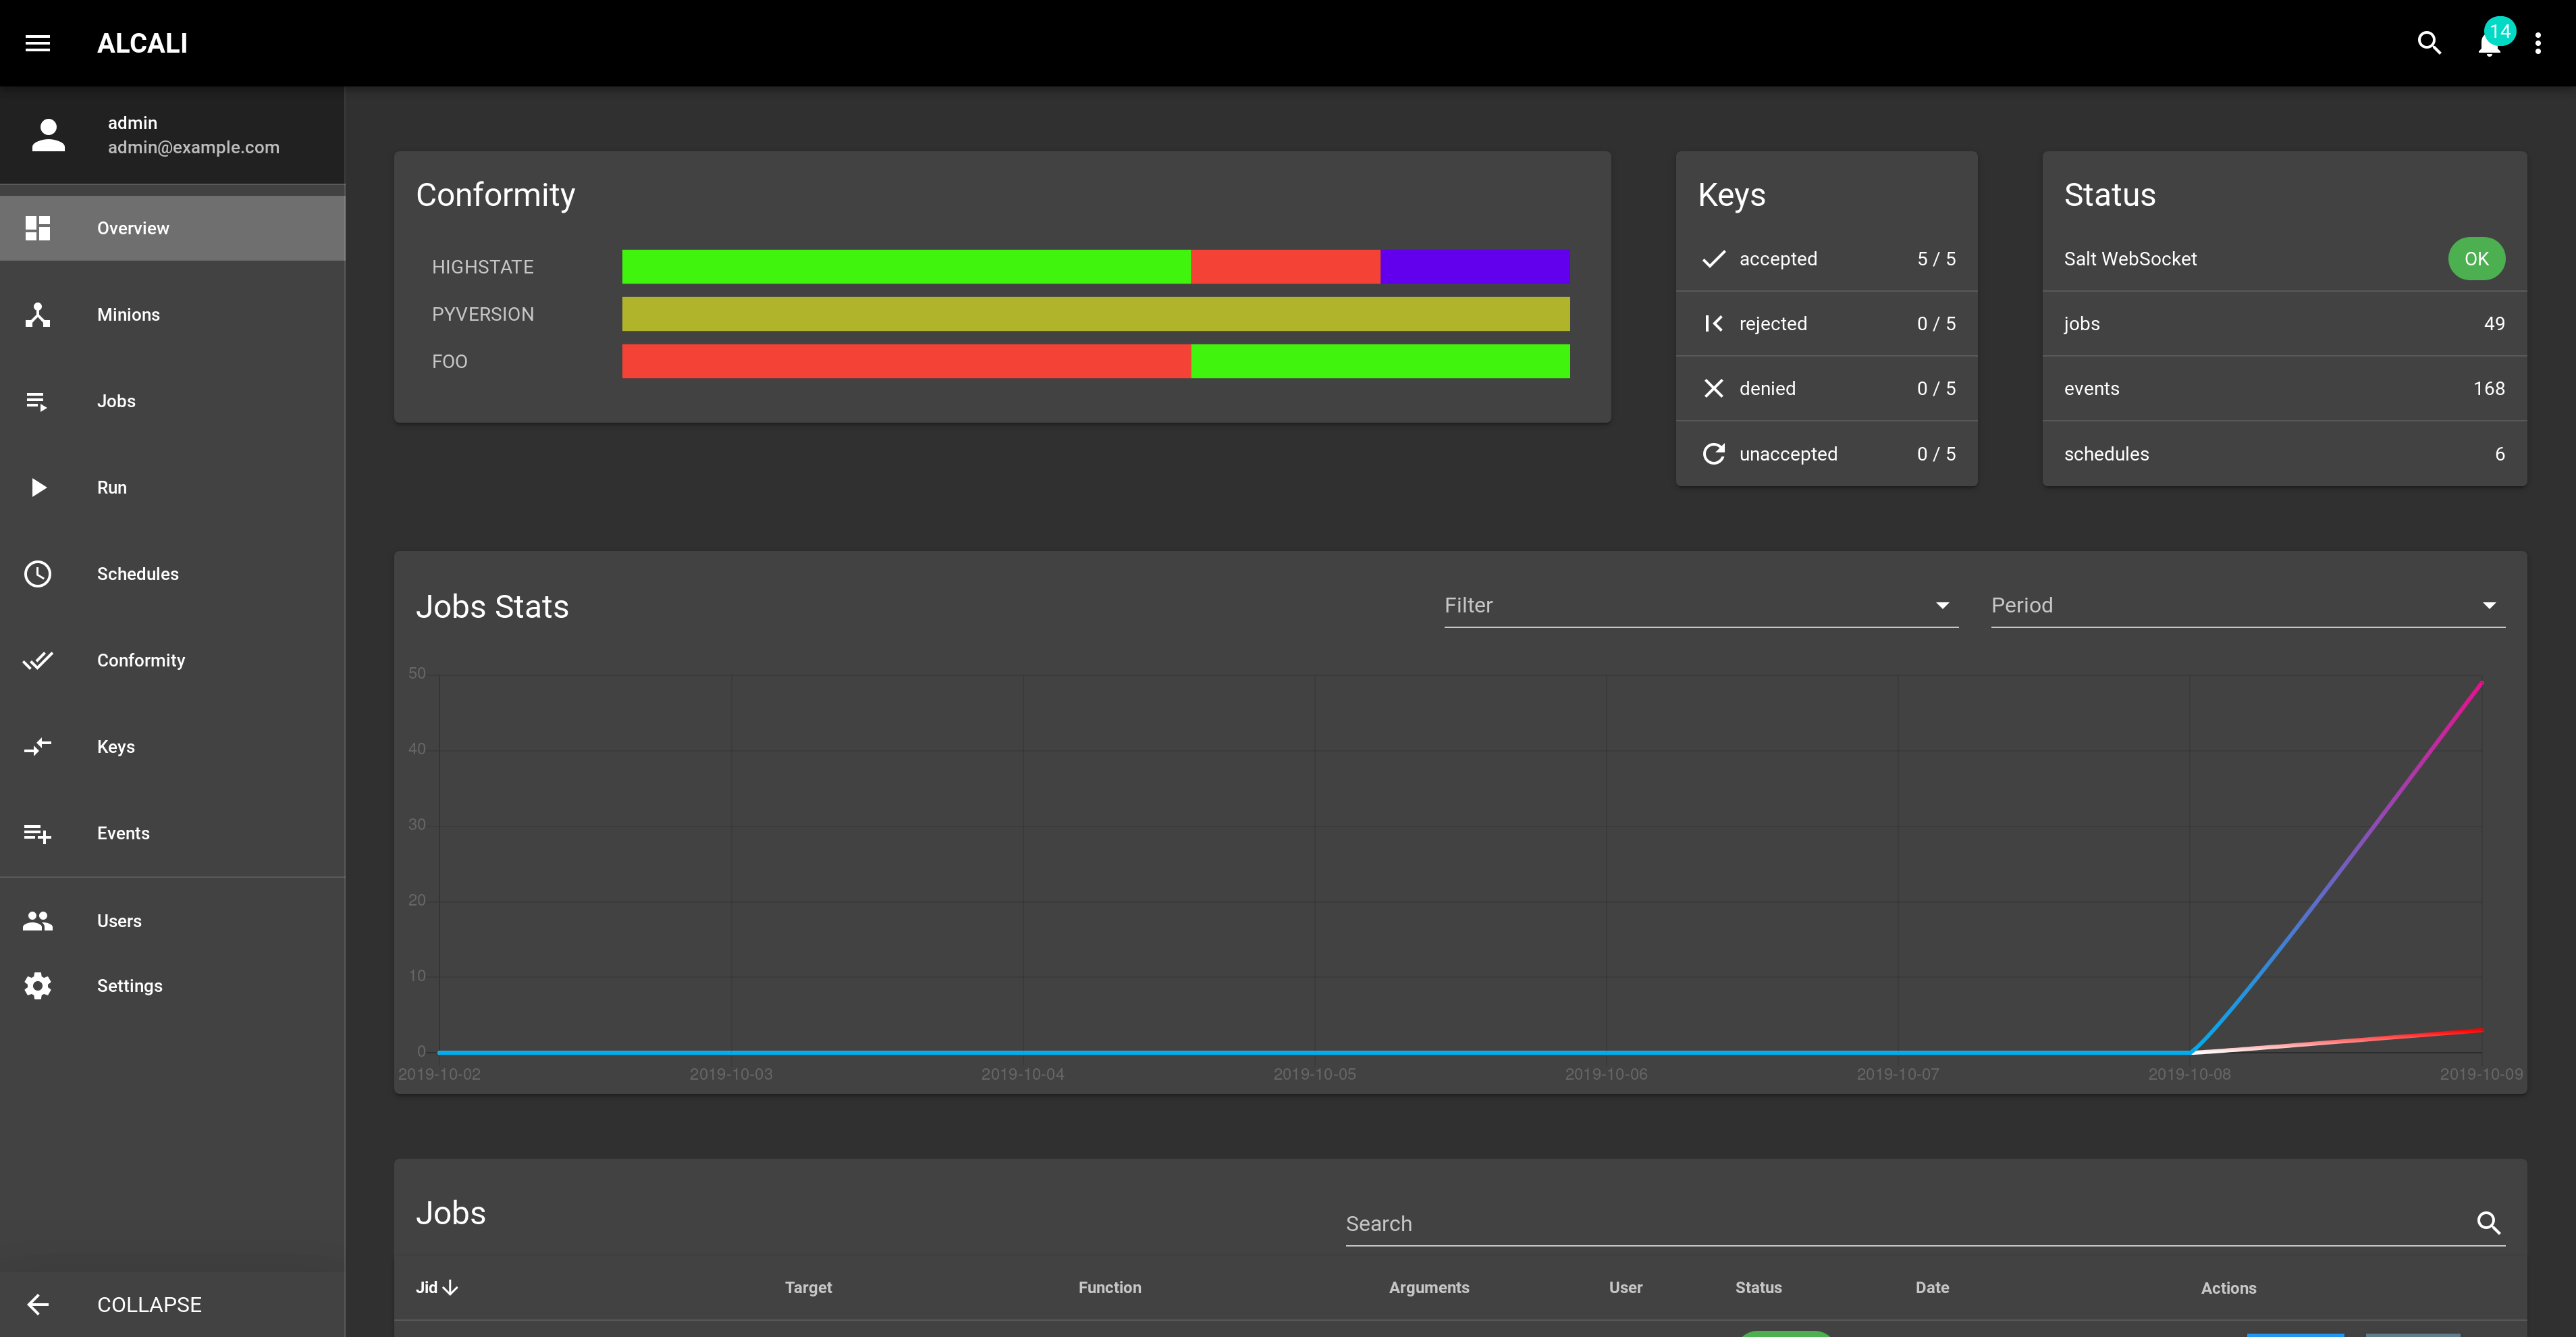 ALCALI
14
admin
admin@example.com
Overview
Minions
Jobs
Run
Schedules
Conformity
Keys
Events
Users
Settings
COLLAPSE
Conformity
HIGHSTATE
PYVERSION
FOO
Keys
accepted 5 / 5
rejected 0 / 5
denied 0 / 5
unaccepted 0 / 5
Status
Salt WebSocket OK
jobs 49
events 168
schedules 6
Jobs Stats
Filter
Period
50
40
30
20
10
0
2019-10-02 2019-10-03 2019-10-04 2019-10-05 2019-10-06 2019-10-07 2019-10-08 2019-10-09
Jobs
Search
Jid Target Function Arguments User Status Date Actions